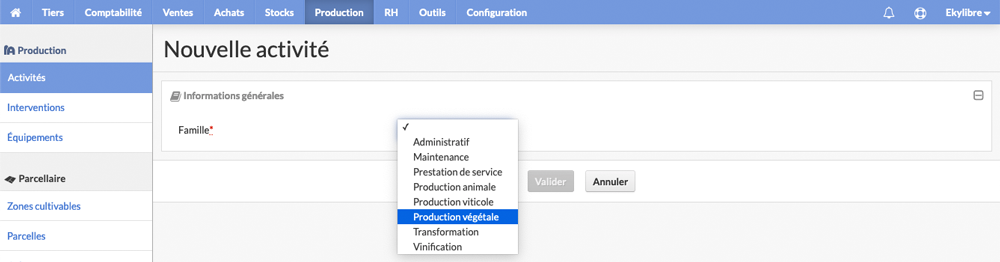 Tiers Comptabilité Ventes Achats Stocks Production RH Outils Configuration Ekylibre
Production
Activités
Interventions
Équipements
Parcellaire
Zones cultivables
Parcelles
Nouvelle activité
Informations générales
Famille*
Administratif
Maintenance
Prestation de service
Production animale
Production viticole
Production végétale
Transformation
Vinification
Valider Annuler